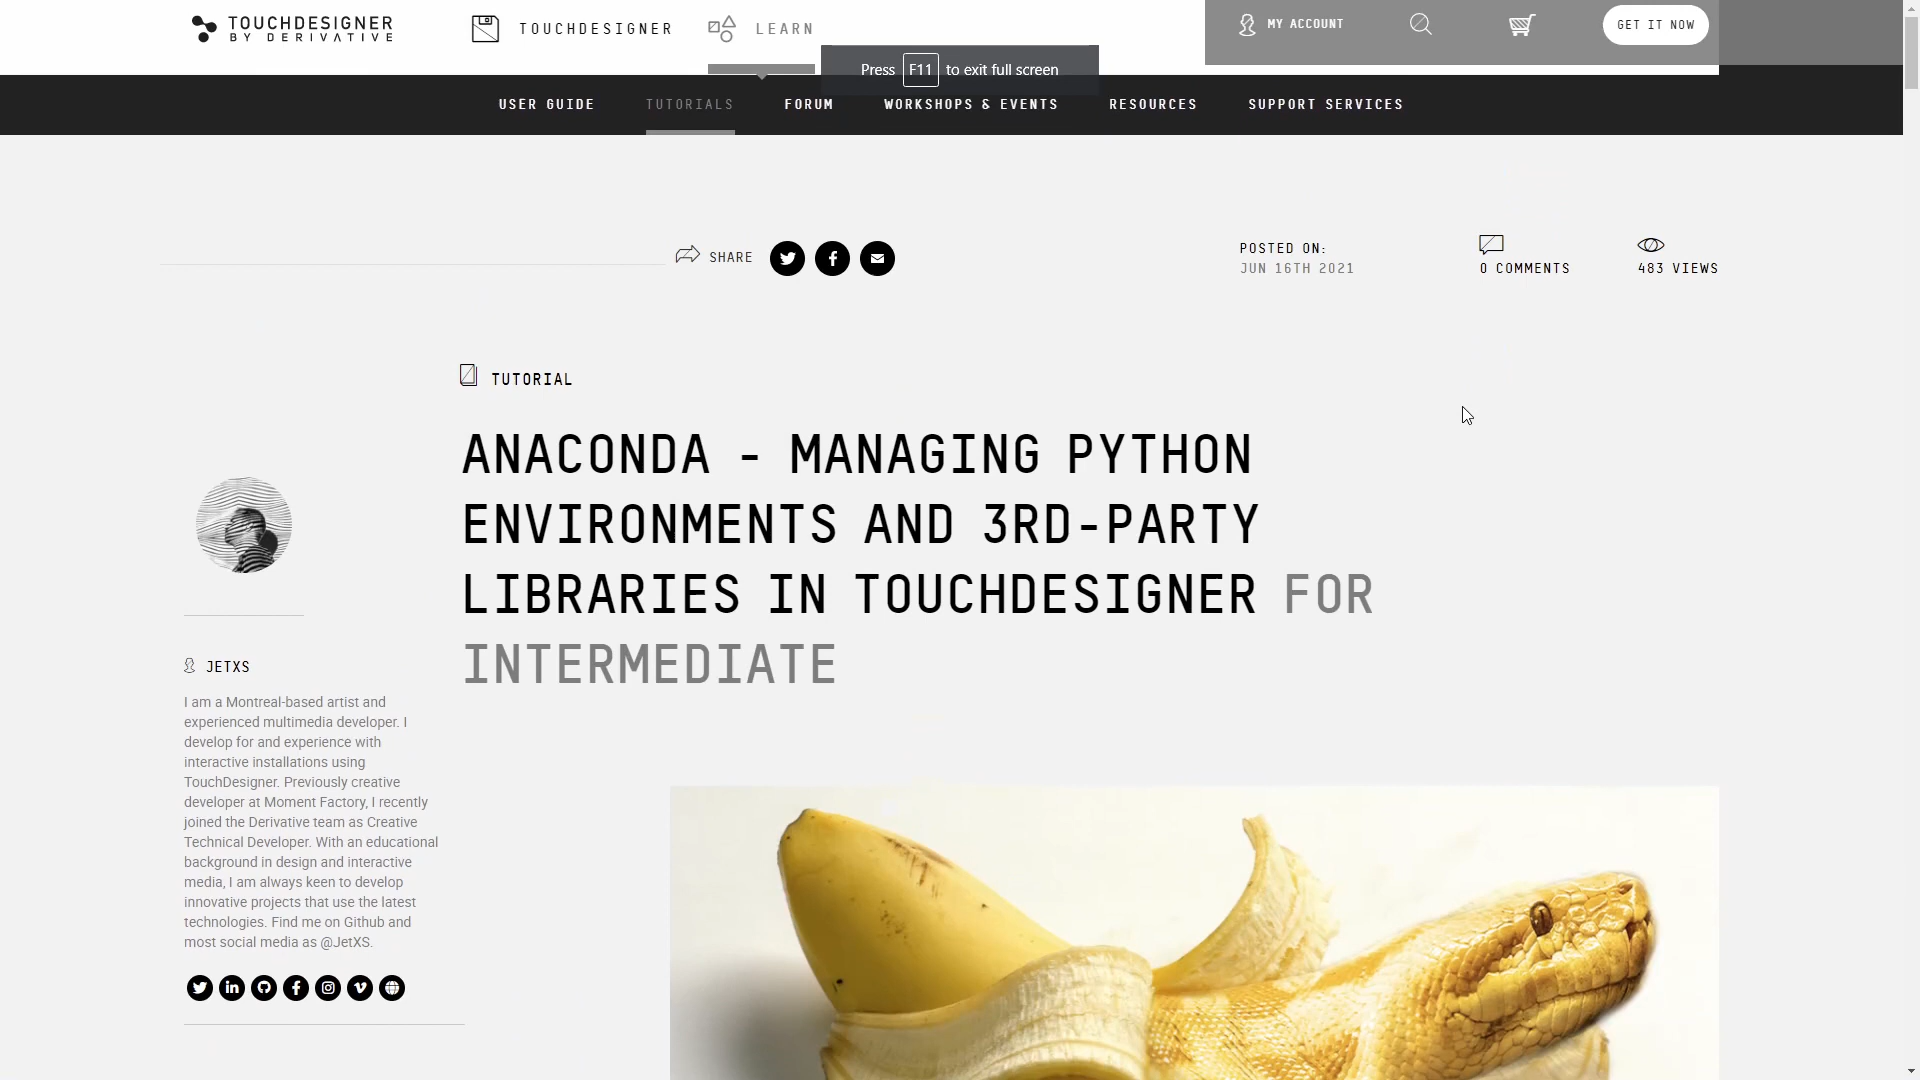 TOUCHDESIGNER
BY DERIVATIVE
TOUCHDESIGNER
LEARN
MY ACCOUNT
GET IT NOW
Press F11 to exit full screen
USER GUIDE
TUTORIALS
FORUM
WORKSHOPS & EVENTS
RESOURCES
SUPPORT SERVICES
SHARE
POSTED ON:
JUN 16TH 2021
0 COMMENTS
483 VIEWS
TUTORIAL
ANACONDA - MANAGING PYTHON
ENVIRONMENTS AND 3RD-PARTY
LIBRARIES IN TOUCHDESIGNER FOR
INTERMEDIATE
JETXS
I am a Montreal-based artist and
experienced multimedia developer. I
develop for and experience with
interactive installations using
TouchDesigner. Previously creative
developer at Moment Factory, I recently
joined the Derivative team as Creative
Technical Developer. With an educational
background in design and interactive
media, I am always keen to develop
innovative projects that use the latest
technologies. Find me on Github and
most social media as @JetXS.